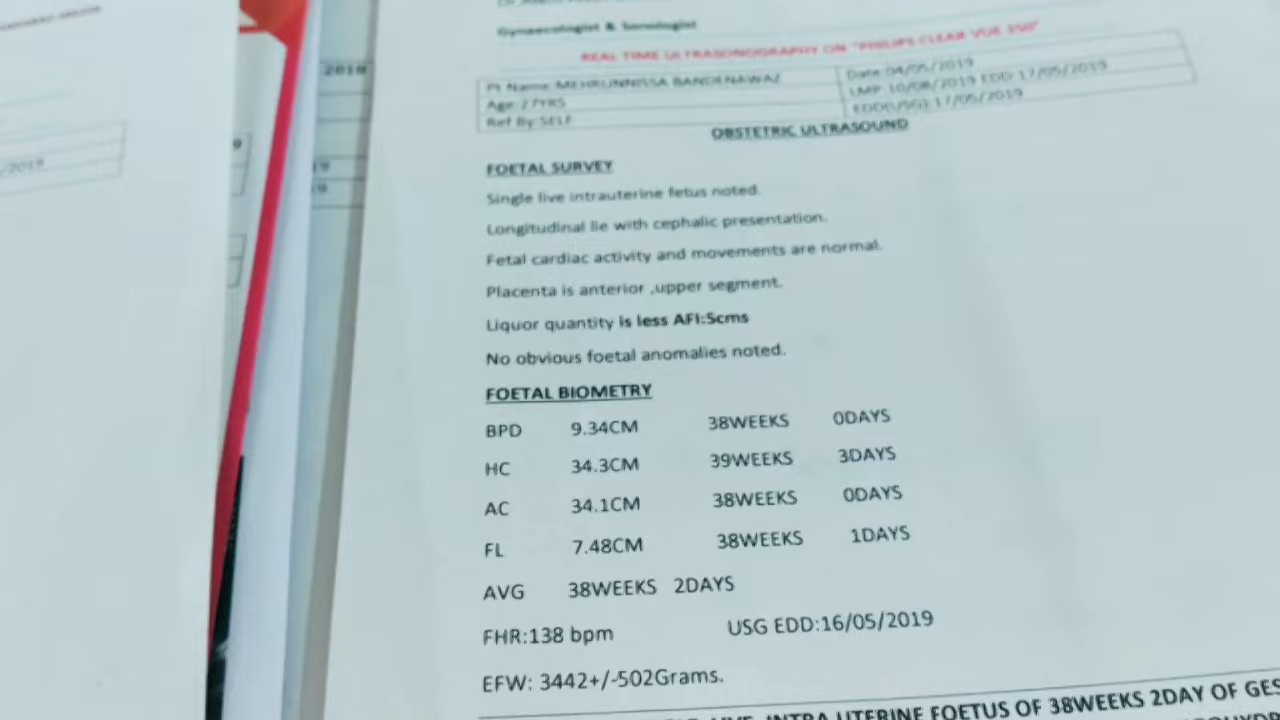 Gynaecologist & Sonologist
REAL TIME ULTRASONOGRAPHY ON "PHILIPS CLEAR VUE
Pt Name: MEHRUNNISSA BANDENAWAZ
Date:04/05/2019
Age:27YRS
LMP: 10/08/2019 EDD:17/05/2019
Ref By:SELF
EDD(USG):17/05/2019
OBSTETRIC ULTRASOUND
FOETAL SURVEY
Single live intrauterine fetus noted.
Longitudinal lie with cephalic presentation.
Fetal cardiac activity and movements are normal.
Placenta is anterior ,upper segment.
Liquor quantity is less AFI:5cms
No obvious foetal anomalies noted.
FOETAL BIOMETRY
BPD 9.34CM 38WEEKS 0DAYS
HC 34.3CM 39WEEKS 3DAYS
AC 34.1CM 38WEEKS 0DAYS
FL 7.48CM 38WEEKS 1DAYS
AVG 38WEEKS 2DAYS
FHR:138 bpm USG EDD:16/05/2019
EFW: 3442+/-502Grams.
INTRA UTERINE FOETUS OF 38WEEKS 2DAY OF GES
2019